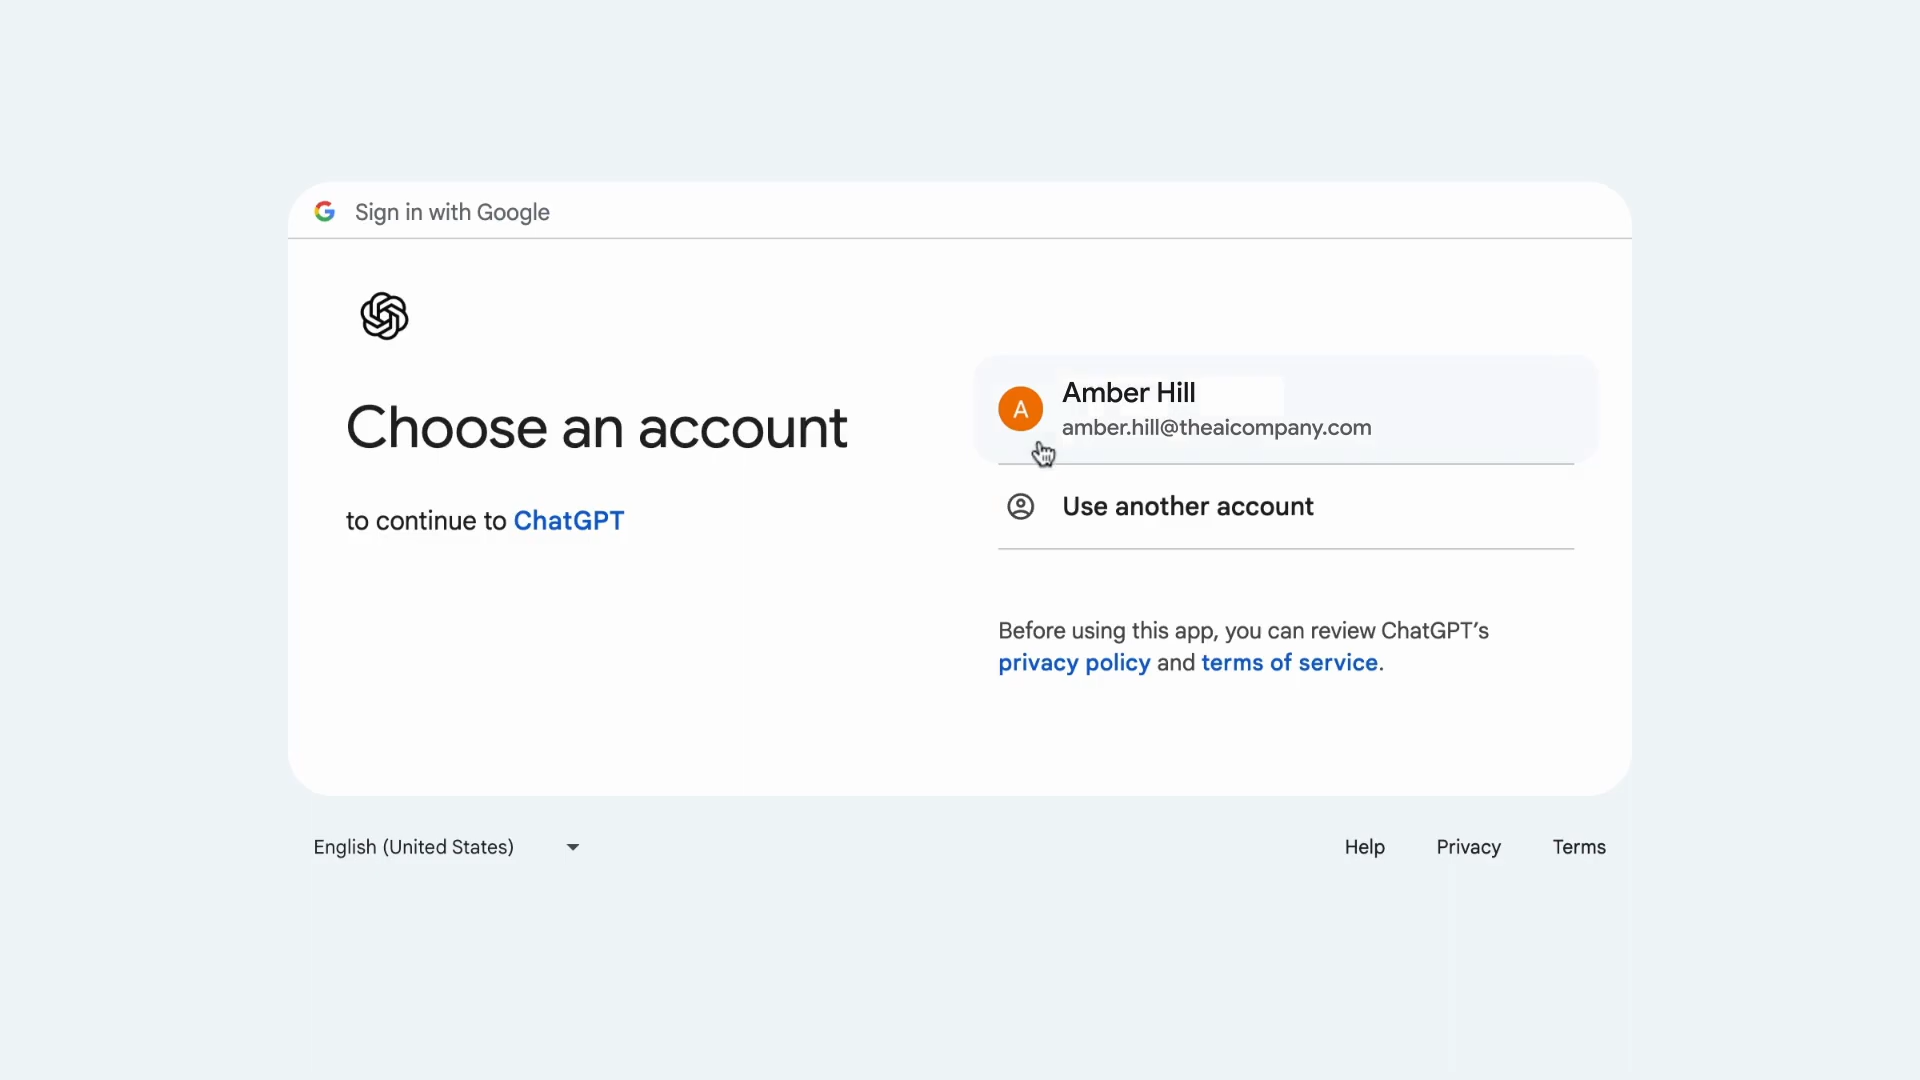 Sign in with Google
Choose an account
to continue to ChatGPT
A
Amber Hill
amber.hill@theaicompany.com
Use another account
Before using this app, you can review ChatGPT’s
privacy policy and terms of service.
English (United States)
Help
Privacy
Terms